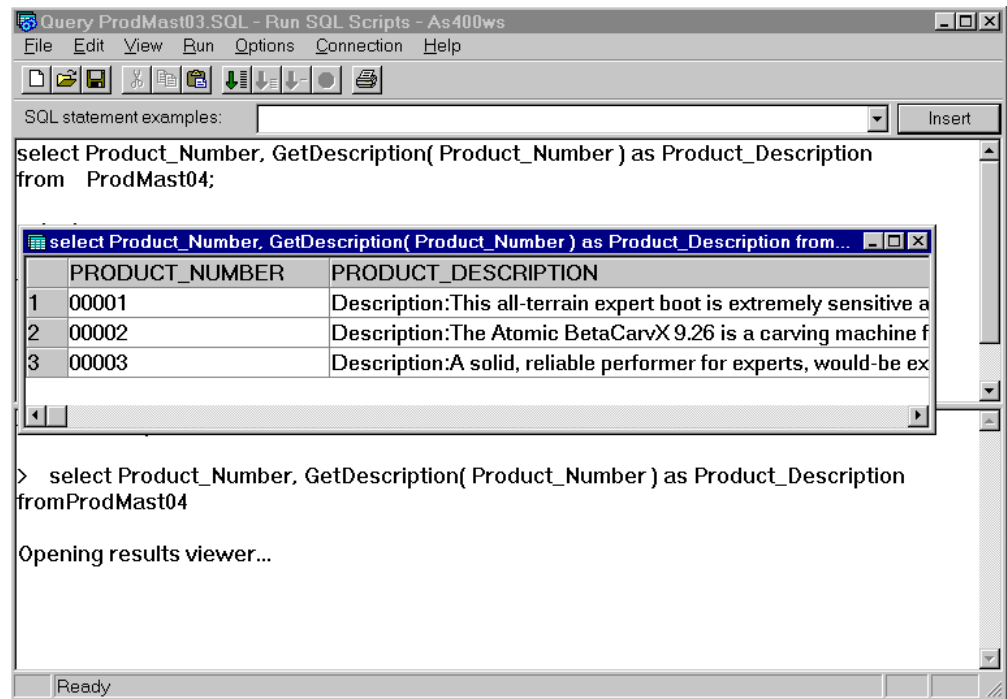 Query ProdMast03.SQL - Run SQL Scripts - As400ws
File Edit View Run Options Connection Help
SQL statement examples: Insert
select Product_Number, GetDescription( Product_Number ) as Product_Description
from ProdMast04;
select Product_Number, GetDescription( Product_Number ) as Product_Description from...
PRODUCT_NUMBER PRODUCT_DESCRIPTION
1 00001 Description:This all-terrain expert boot is extremely sensitive a
2 00002 Description:The Atomic BetaCarvX 9.26 is a carving machine f
3 00003 Description:A solid, reliable performer for experts, would-be ex
> select Product_Number, GetDescription( Product_Number ) as Product_Description
fromProdMast04
Opening results viewer...
Ready